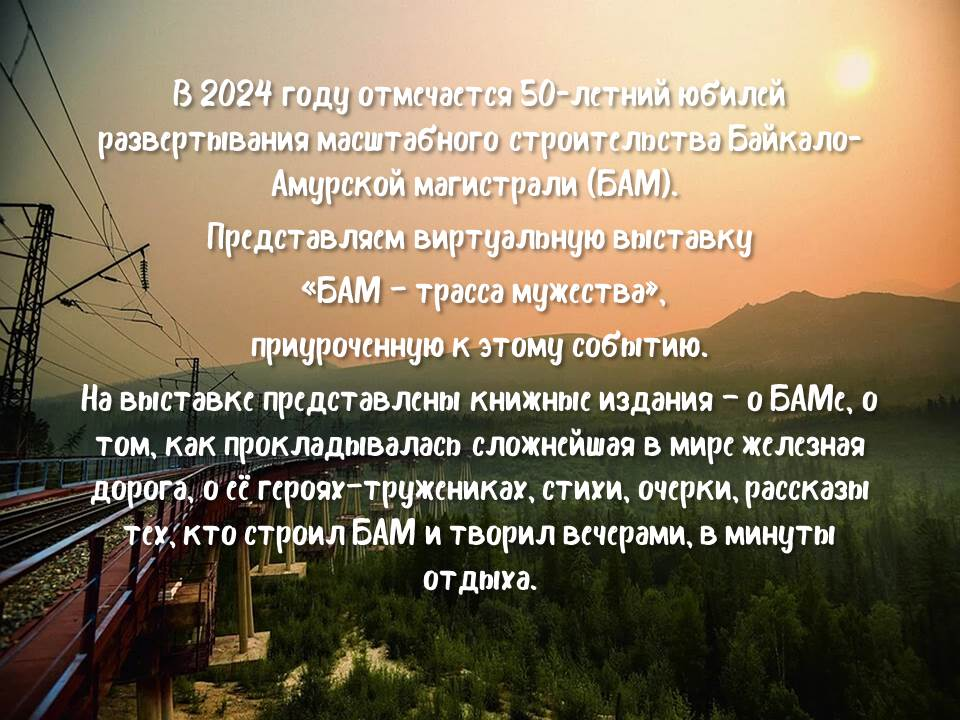 В 2024 году отмечается 50-летний юбилей
развертывания масштабного строительства Байкало-
Амурской магистрали (БАМ).
Представляем виртуальную выставку
«БАМ – трасса мужества»,
приуроченную к этому событию.
На выставке представлены книжные издания – о БАМе, о
том, как прокладывалась сложнейшая в мире железная
дорога, о её героях-тружениках, стихи, очерки, рассказы
тех, кто строил БАМ и творил вечерами, в минуты
отдыха.